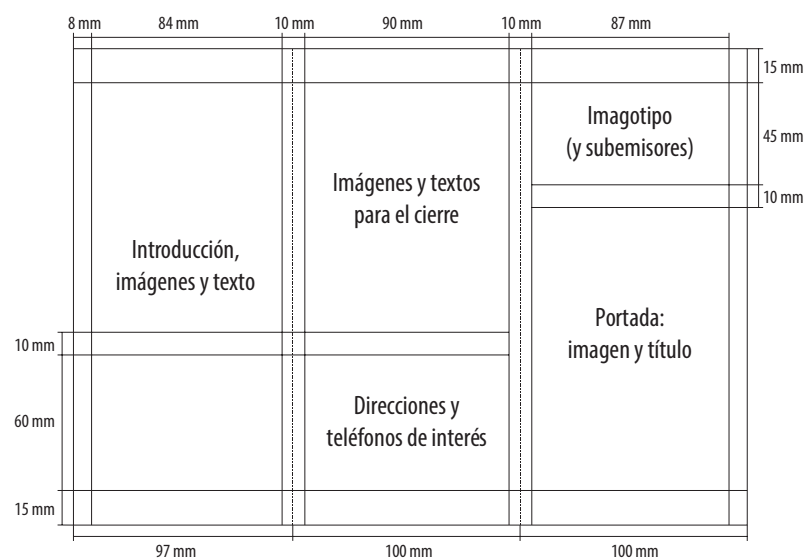 8 mm
84 mm
10 mm
90 mm
10 mm
87 mm
15 mm
Imagotipo
(y subemisores)
45 mm
10 mm
Imágenes y textos
para el cierre
Introducción,
imágenes y texto
Portada:
imagen y título
10 mm
60 mm
Direcciones y
teléfonos de interés
15 mm
97 mm
100 mm
100 mm